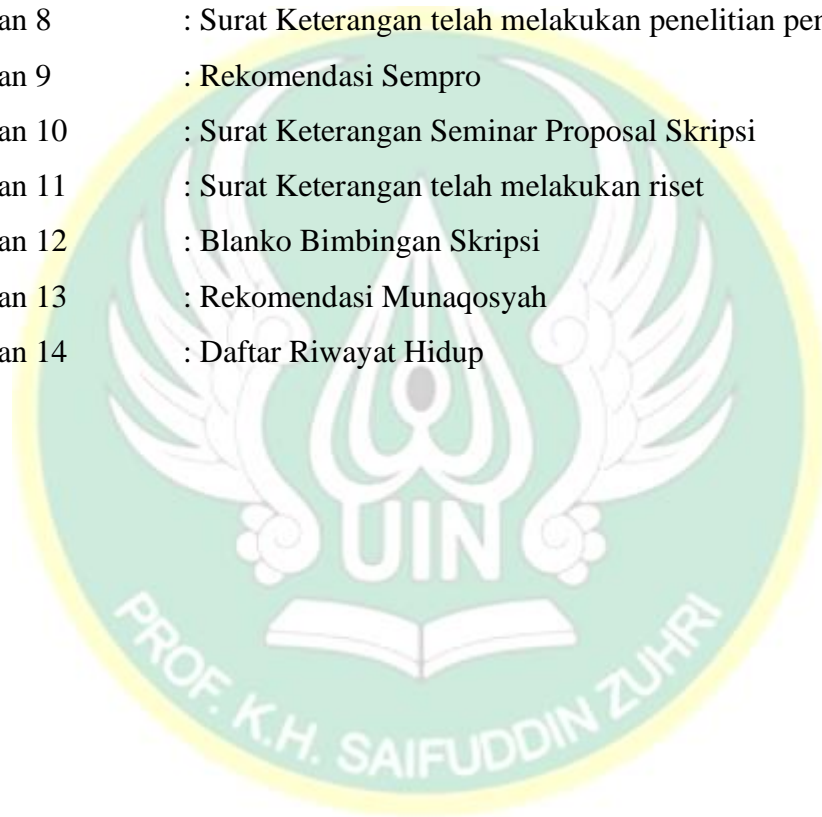 an 8 : Surat Keterangan telah melakukan penelitian pen
an 9 : Rekomendasi Sempro
an 10 : Surat Keterangan Seminar Proposal Skripsi
an 11 : Surat Keterangan telah melakukan riset
an 12 : Blanko Bimbingan Skripsi
an 13 : Rekomendasi Munaqosyah
an 14 : Daftar Riwayat Hidup
UIN
PROF. K.H. SAIFUDDIN ZUHRI